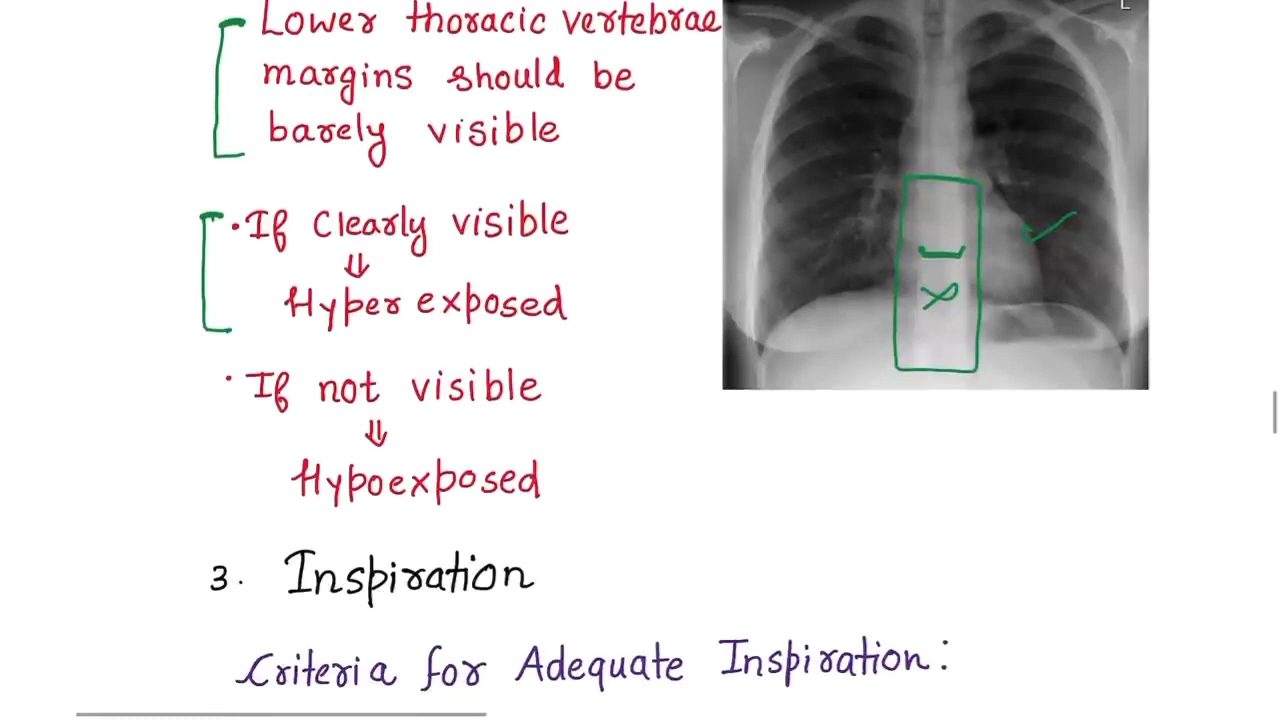 Lower thoracic vertebrae
margins should be
barely visible
L
· If Clearly visible
⇓
Hyper exposed
· If not visible
⇓
Hypoexposed
3. Inspiration
Criteria for Adequate Inspiration: